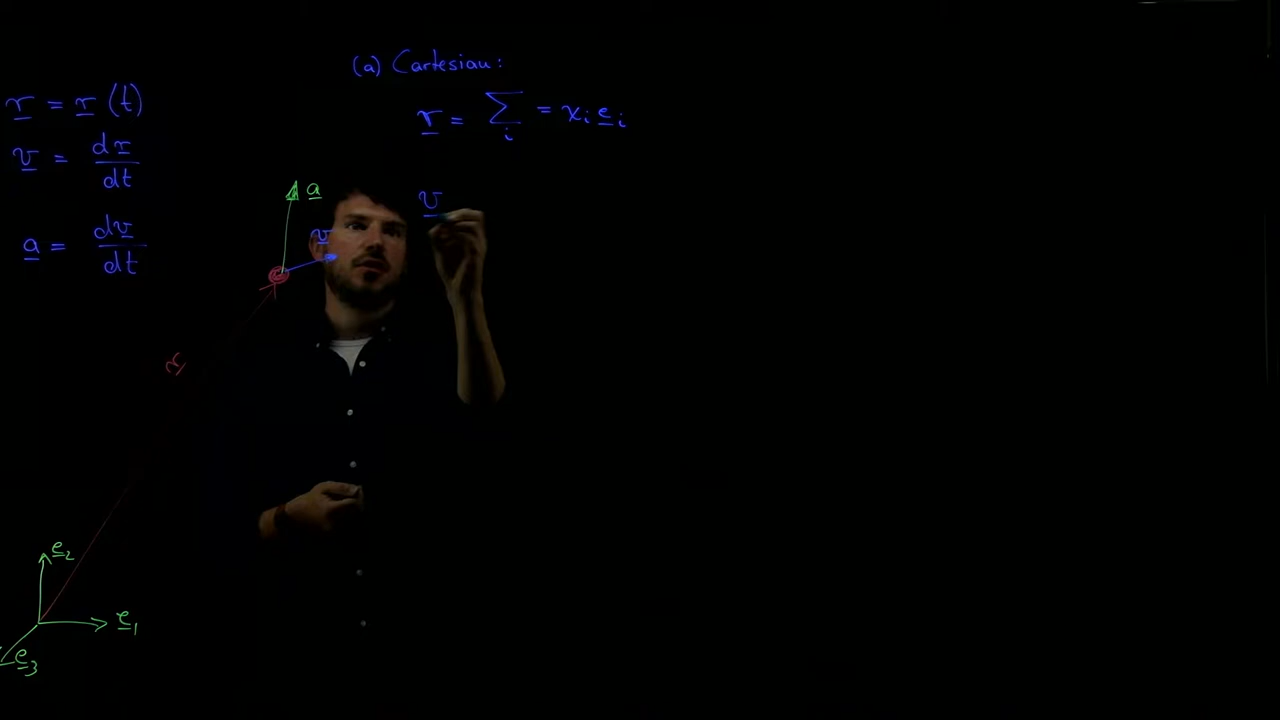 r = r (t)
v = dr/dt
a = dv/dt
a
v
r
e2
e1
e3
(a) Cartesian:
r = ∑i = xi ei
v